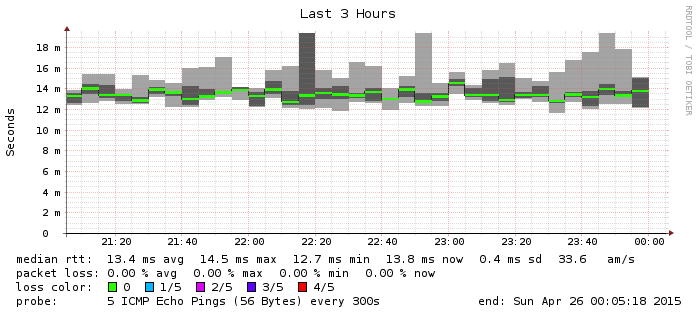 Last 3 Hours
RRDTOOL / TOBI OETIKER
Seconds
18 m
16 m
14 m
12 m
10 m
8 m
6 m
4 m
2 m
0
21:20 21:40 22:00 22:20 22:40 23:00 23:20 23:40 00:00
median rtt: 13.4 ms avg 14.5 ms max 12.7 ms min 13.8 ms now 0.4 ms sd 33.6 am/s
packet loss: 0.00 % avg 0.00 % max 0.00 % min 0.00 % now
loss color: 0 1/5 2/5 3/5 4/5
probe: 5 ICMP Echo Pings (56 Bytes) every 300s end: Sun Apr 26 00:05:18 2015